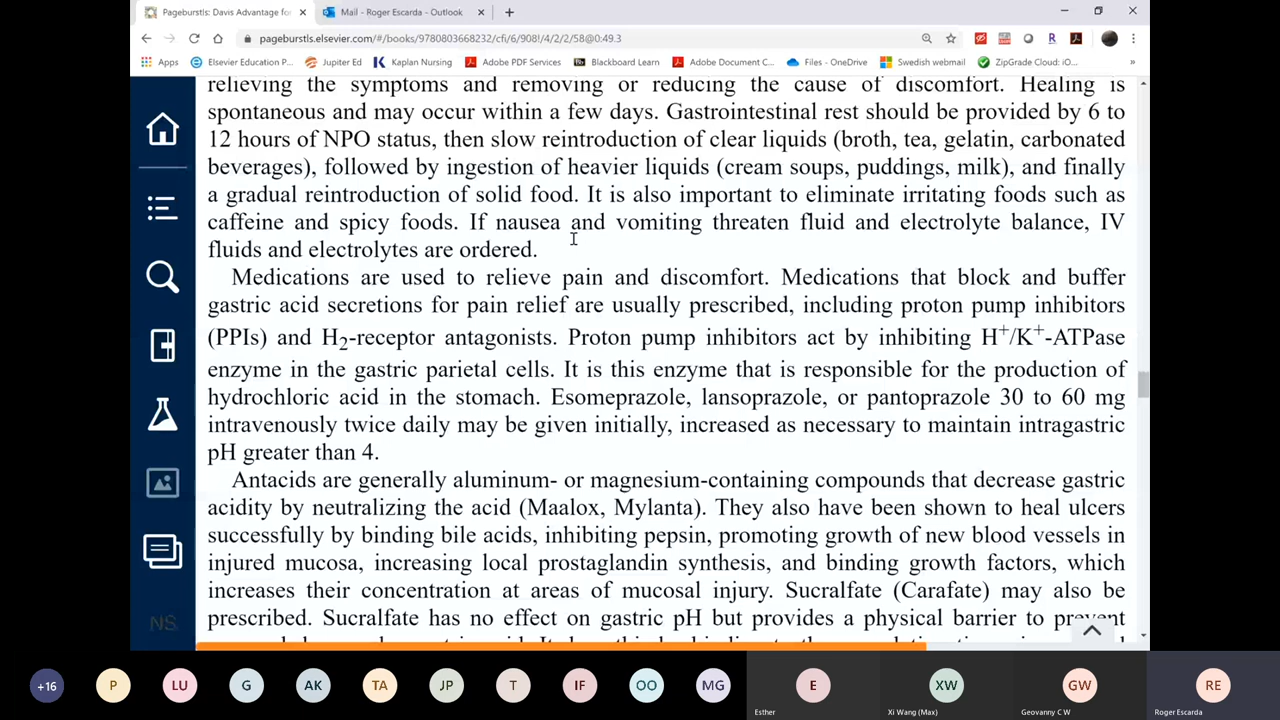 Pageburstls: Davis Advantage for
Mail - Roger Escarda - Outlook
pageburstls.elsevier.com/#/books/9780803668232/cfi/6/908!/4/2/2/58@0:49.3
Apps
Elsevier Education P...
Jupiter Ed
Kaplan Nursing
Adobe PDF Services
Blackboard Learn
Adobe Document C...
Files - OneDrive
Swedish webmail
ZipGrade Cloud: iO...
relieving the symptoms and removing or reducing the cause of discomfort. Healing is
spontaneous and may occur within a few days. Gastrointestinal rest should be provided by 6 to
12 hours of NPO status, then slow reintroduction of clear liquids (broth, tea, gelatin, carbonated
beverages), followed by ingestion of heavier liquids (cream soups, puddings, milk), and finally
a gradual reintroduction of solid food. It is also important to eliminate irritating foods such as
caffeine and spicy foods. If nausea and vomiting threaten fluid and electrolyte balance, IV
fluids and electrolytes are ordered.
Medications are used to relieve pain and discomfort. Medications that block and buffer
gastric acid secretions for pain relief are usually prescribed, including proton pump inhibitors
(PPIs) and H2-receptor antagonists. Proton pump inhibitors act by inhibiting H+/K+-ATPase
enzyme in the gastric parietal cells. It is this enzyme that is responsible for the production of
hydrochloric acid in the stomach. Esomeprazole, lansoprazole, or pantoprazole 30 to 60 mg
intravenously twice daily may be given initially, increased as necessary to maintain intragastric
pH greater than 4.
Antacids are generally aluminum- or magnesium-containing compounds that decrease gastric
acidity by neutralizing the acid (Maalox, Mylanta). They also have been shown to heal ulcers
successfully by binding bile acids, inhibiting pepsin, promoting growth of new blood vessels in
injured mucosa, increasing local prostaglandin synthesis, and binding growth factors, which
increases their concentration at areas of mucosal injury. Sucralfate (Carafate) may also be
prescribed. Sucralfate has no effect on gastric pH but provides a physical barrier to prevent
NS
+16
P
LU
G
AK
TA
JP
T
IF
OO
MG
E
XW
GW
RE
Esther
Xi Wang (Max)
Geovanny C W
Roger Escarda